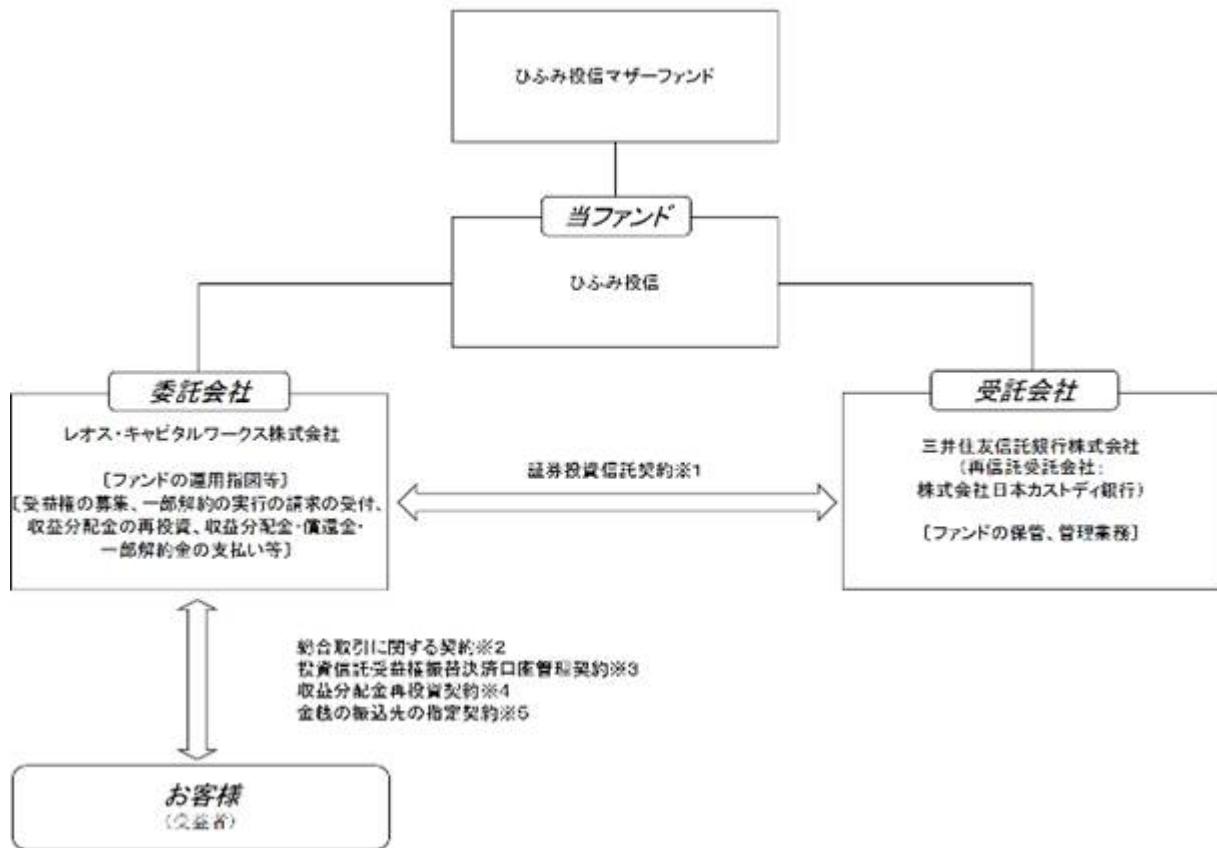 ひふみ投信マザーファンド
当ファンド
ひふみ投信
委託会社
レオス・キャピタルワークス株式会社
［ファンドの運用指図等］
［受益権の募集、一部解約の実行の請求の受付、
収益分配金の再投資、収益分配金・償還金・
一部解約金の支払い等］
証券投資信託契約※1
受託会社
三井住友信託銀行株式会社
（再信託受託会社：
株式会社日本カストディ銀行）
［ファンドの保管、管理業務］
総合取引に関する契約※2
投資信託受益権振替決済口座管理契約※3
収益分配金再投資契約※4
金銭の振込先の指定契約※5
お客様
（受益者）